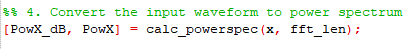 %% 4. Convert the input waveform to power spectrum
[PowX_dB, PowX] = calc_powerspec(x, fft_len);